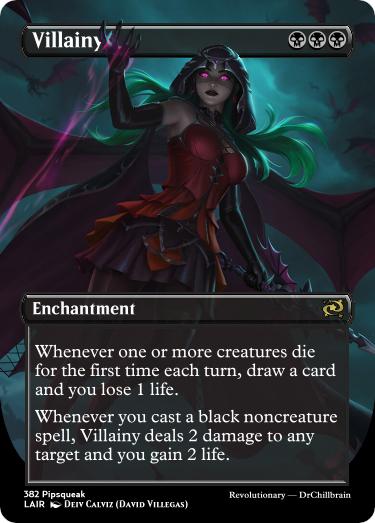 Villainy
Enchantment
Whenever one or more creatures die
for the first time each turn, draw a card
and you lose 1 life.
Whenever you cast a black noncreature
spell, Villainy deals 2 damage to any
target and you gain 2 life.
382 Pipsqueak
LAIR Deiv Calviz (David Villegas)
Revolutionary — DrChillbrain